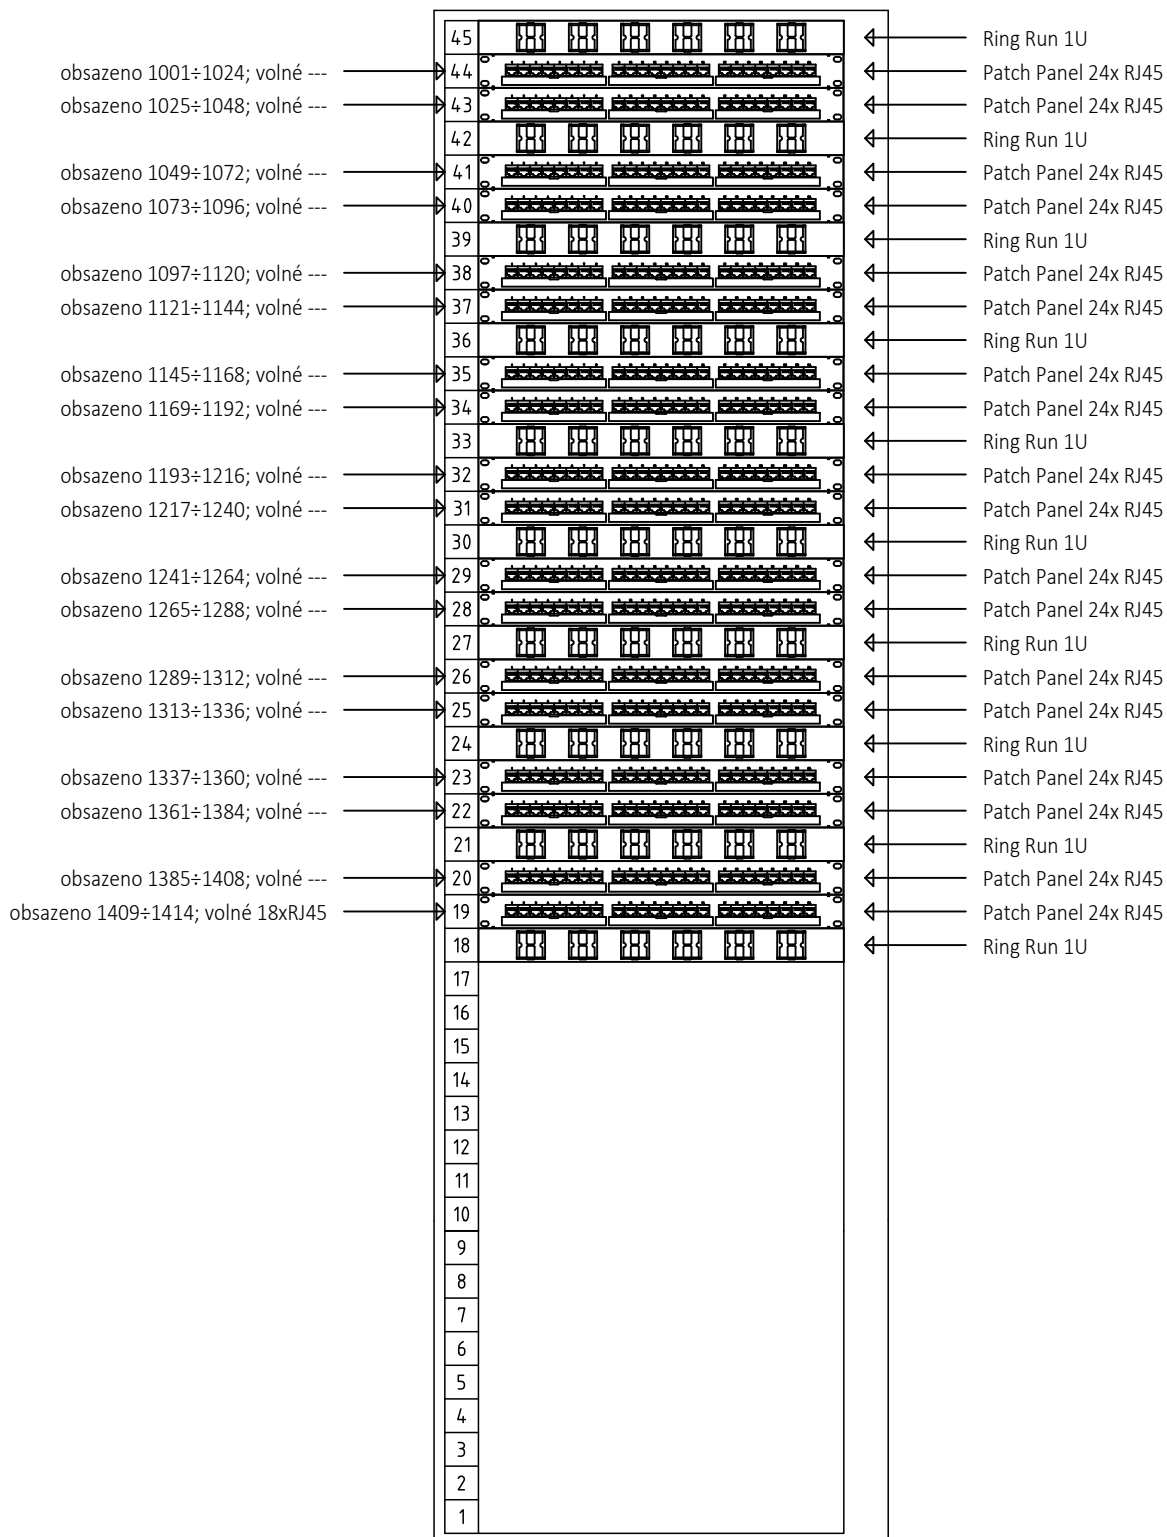 45 Ring Run 1U
obsazeno 1001÷1024; volné --- 44 Patch Panel 24x RJ45
obsazeno 1025÷1048; volné --- 43 Patch Panel 24x RJ45
42 Ring Run 1U
obsazeno 1049÷1072; volné --- 41 Patch Panel 24x RJ45
obsazeno 1073÷1096; volné --- 40 Patch Panel 24x RJ45
39 Ring Run 1U
obsazeno 1097÷1120; volné --- 38 Patch Panel 24x RJ45
obsazeno 1121÷1144; volné --- 37 Patch Panel 24x RJ45
36 Ring Run 1U
obsazeno 1145÷1168; volné --- 35 Patch Panel 24x RJ45
obsazeno 1169÷1192; volné --- 34 Patch Panel 24x RJ45
33 Ring Run 1U
obsazeno 1193÷1216; volné --- 32 Patch Panel 24x RJ45
obsazeno 1217÷1240; volné --- 31 Patch Panel 24x RJ45
30 Ring Run 1U
obsazeno 1241÷1264; volné --- 29 Patch Panel 24x RJ45
obsazeno 1265÷1288; volné --- 28 Patch Panel 24x RJ45
27 Ring Run 1U
obsazeno 1289÷1312; volné --- 26 Patch Panel 24x RJ45
obsazeno 1313÷1336; volné --- 25 Patch Panel 24x RJ45
24 Ring Run 1U
obsazeno 1337÷1360; volné --- 23 Patch Panel 24x RJ45
obsazeno 1361÷1384; volné --- 22 Patch Panel 24x RJ45
21 Ring Run 1U
obsazeno 1385÷1408; volné --- 20 Patch Panel 24x RJ45
obsazeno 1409÷1414; volné 18xRJ45 19 Patch Panel 24x RJ45
18 Ring Run 1U
17
16
15
14
13
12
11
10
9
8
7
6
5
4
3
2
1